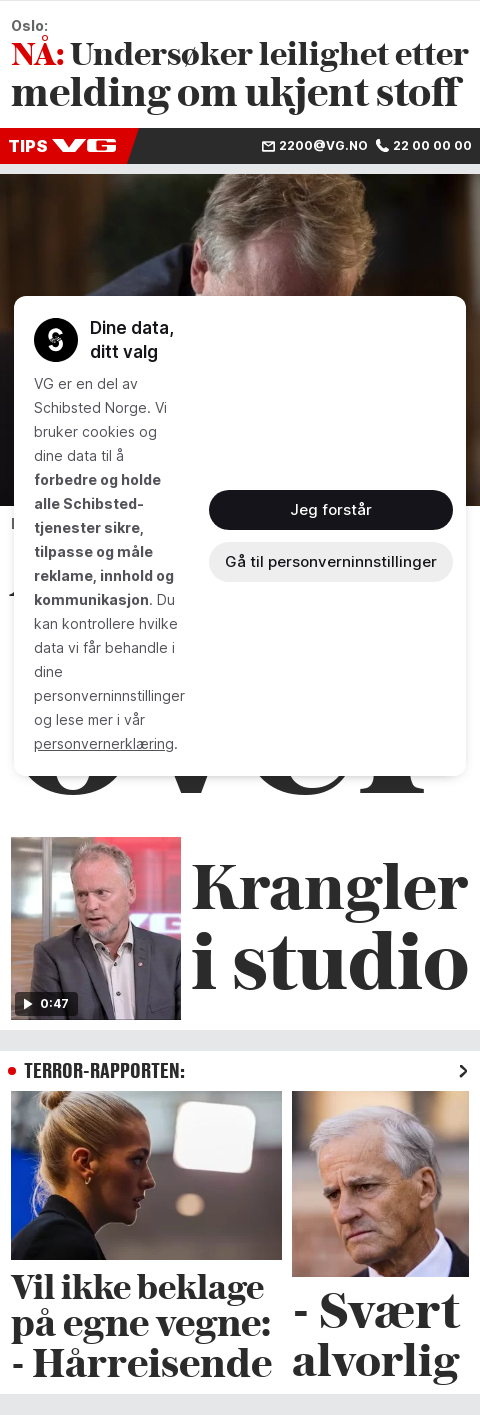 Oslo:
NÅ: Undersøker leilighet etter
melding om ukjent stoff
TIPS VG
2200@VG.NO 22 00 00 00
Dine data,
ditt valg
VG er en del av
Schibsted Norge. Vi
bruker cookies og
dine data til å
forbedre og holde
alle Schibsted-
tjenester sikre,
tilpasse og måle
reklame, innhold og
kommunikasjon. Du
kan kontrollere hvilke
data vi får behandle i
dine
personverninnstillinger
og lese mer i vår
personvernerklæring.
Jeg forstår
Gå til personverninnstillinger
over
Krangler
i studio
0:47
TERROR-RAPPORTEN:
Vil ikke beklage
på egne vegne:
- Hårreisende
- Svært
alvorlig